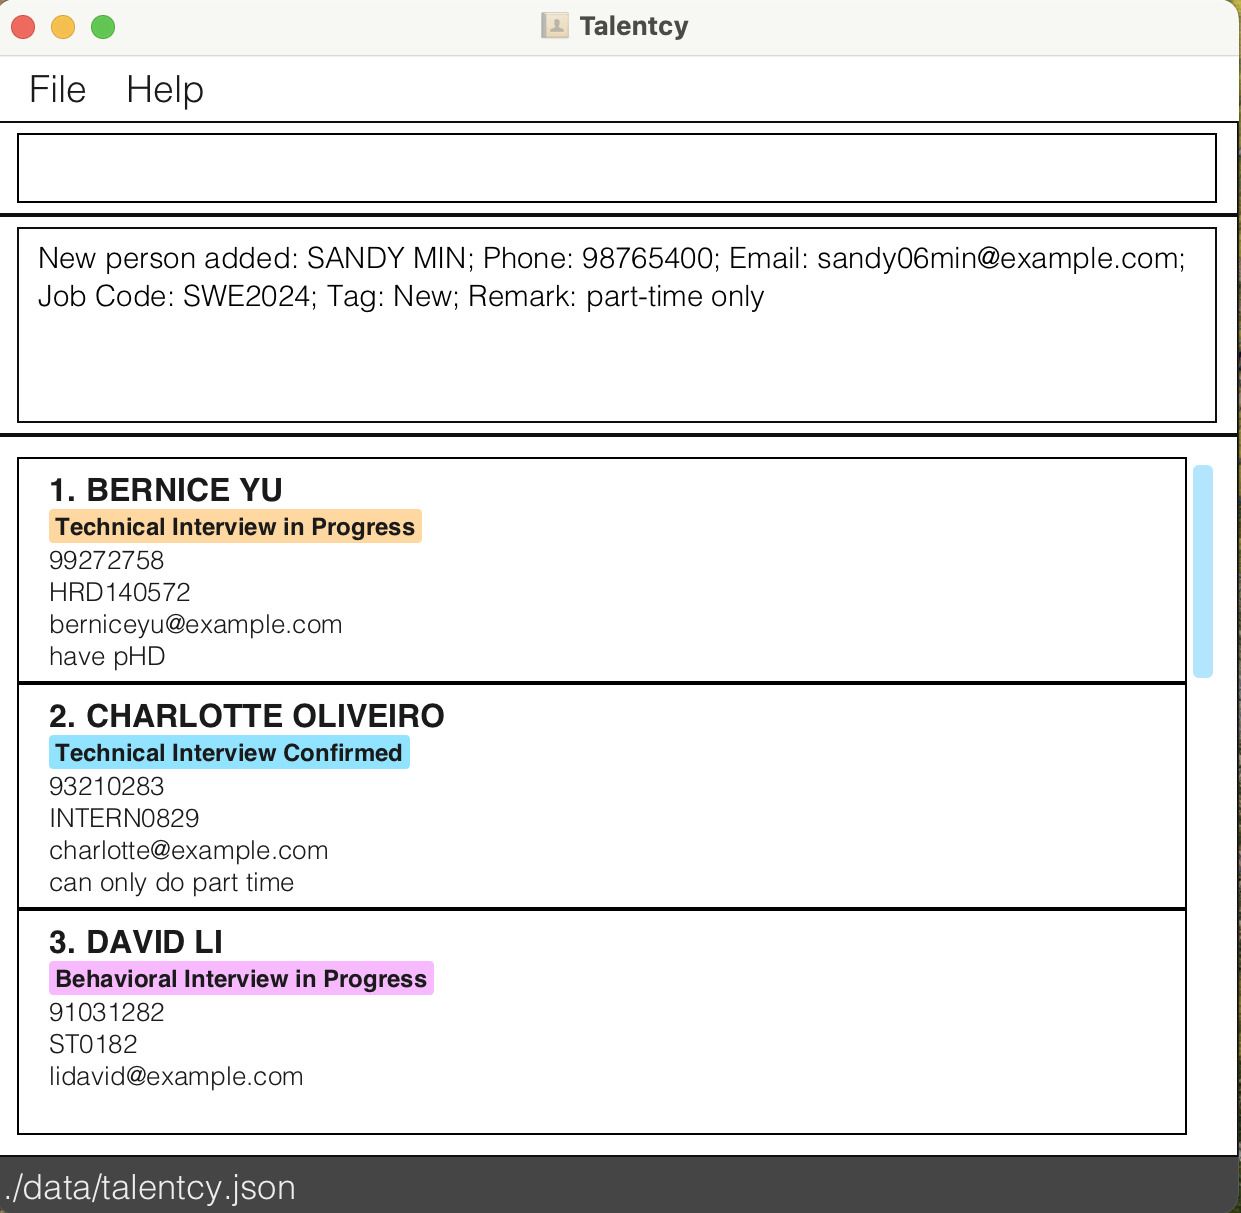 Talentcy
File Help
New person added: SANDY MIN; Phone: 98765400; Email: sandy06min@example.com;
Job Code: SWE2024; Tag: New; Remark: part-time only
1. BERNICE YU
Technical Interview in Progress
99272758
HRD140572
berniceyu@example.com
have pHD
2. CHARLOTTE OLIVEIRO
Technical Interview Confirmed
93210283
INTERN0829
charlotte@example.com
can only do part time
3. DAVID LI
Behavioral Interview in Progress
91031282
ST0182
lidavid@example.com
./data/talentcy.json